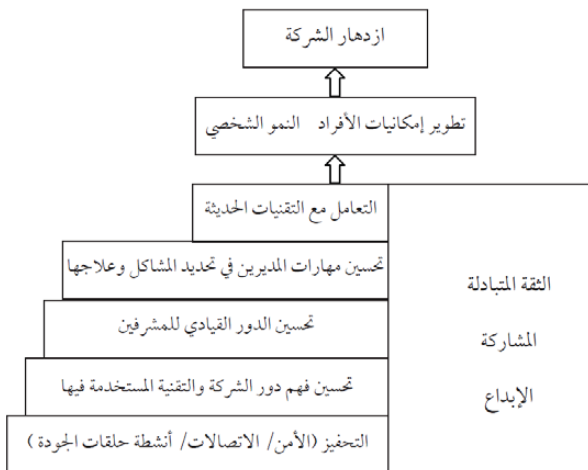 ازدهار الشركة
تطوير إمكانيات الأفراد النمو الشخصي
التعامل مع التقنيات الحديثة
تحسين مهارات المديرين في تحديد المشاكل وعلاجها
تحسين الدور القيادي للمشرفين
تحسين فهم دور الشركة والتقنية المستخدمة فيها
التحفيز (الأمن/ الاتصالات/ أنشطة حلقات الجودة )
الثقة المتبادلة
المشاركة
الإبداع